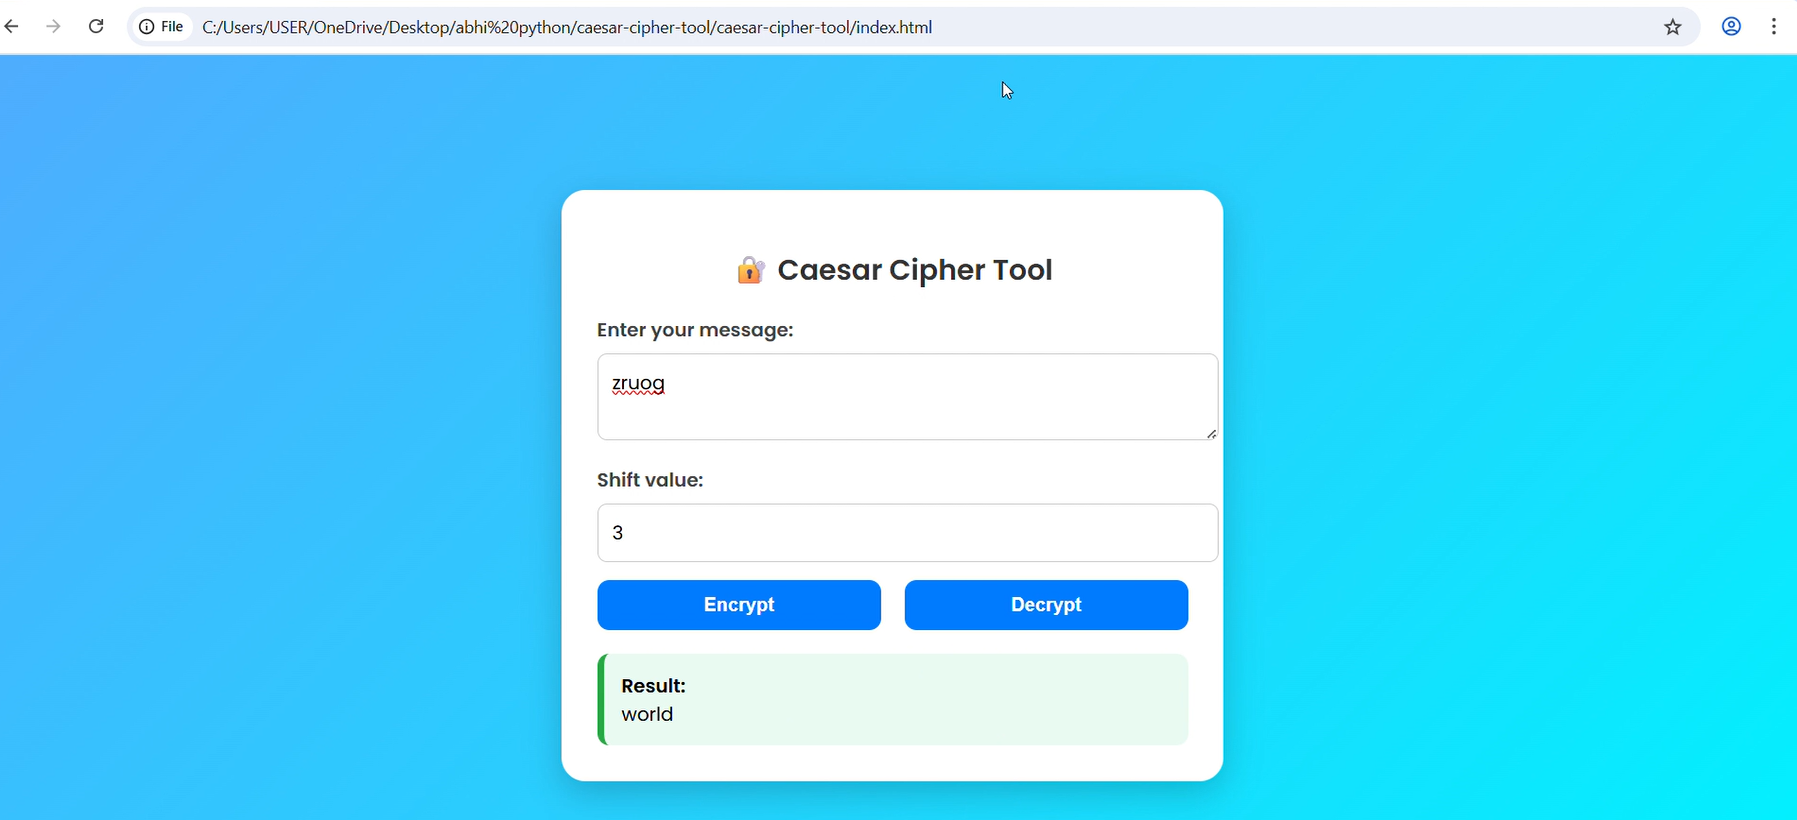 File C:/Users/USER/OneDrive/Desktop/abhi%20python/caesar-cipher-tool/caesar-cipher-tool/index.html
🔐 Caesar Cipher Tool
Enter your message:
zruog
Shift value:
3
Encrypt Decrypt
Result:
world